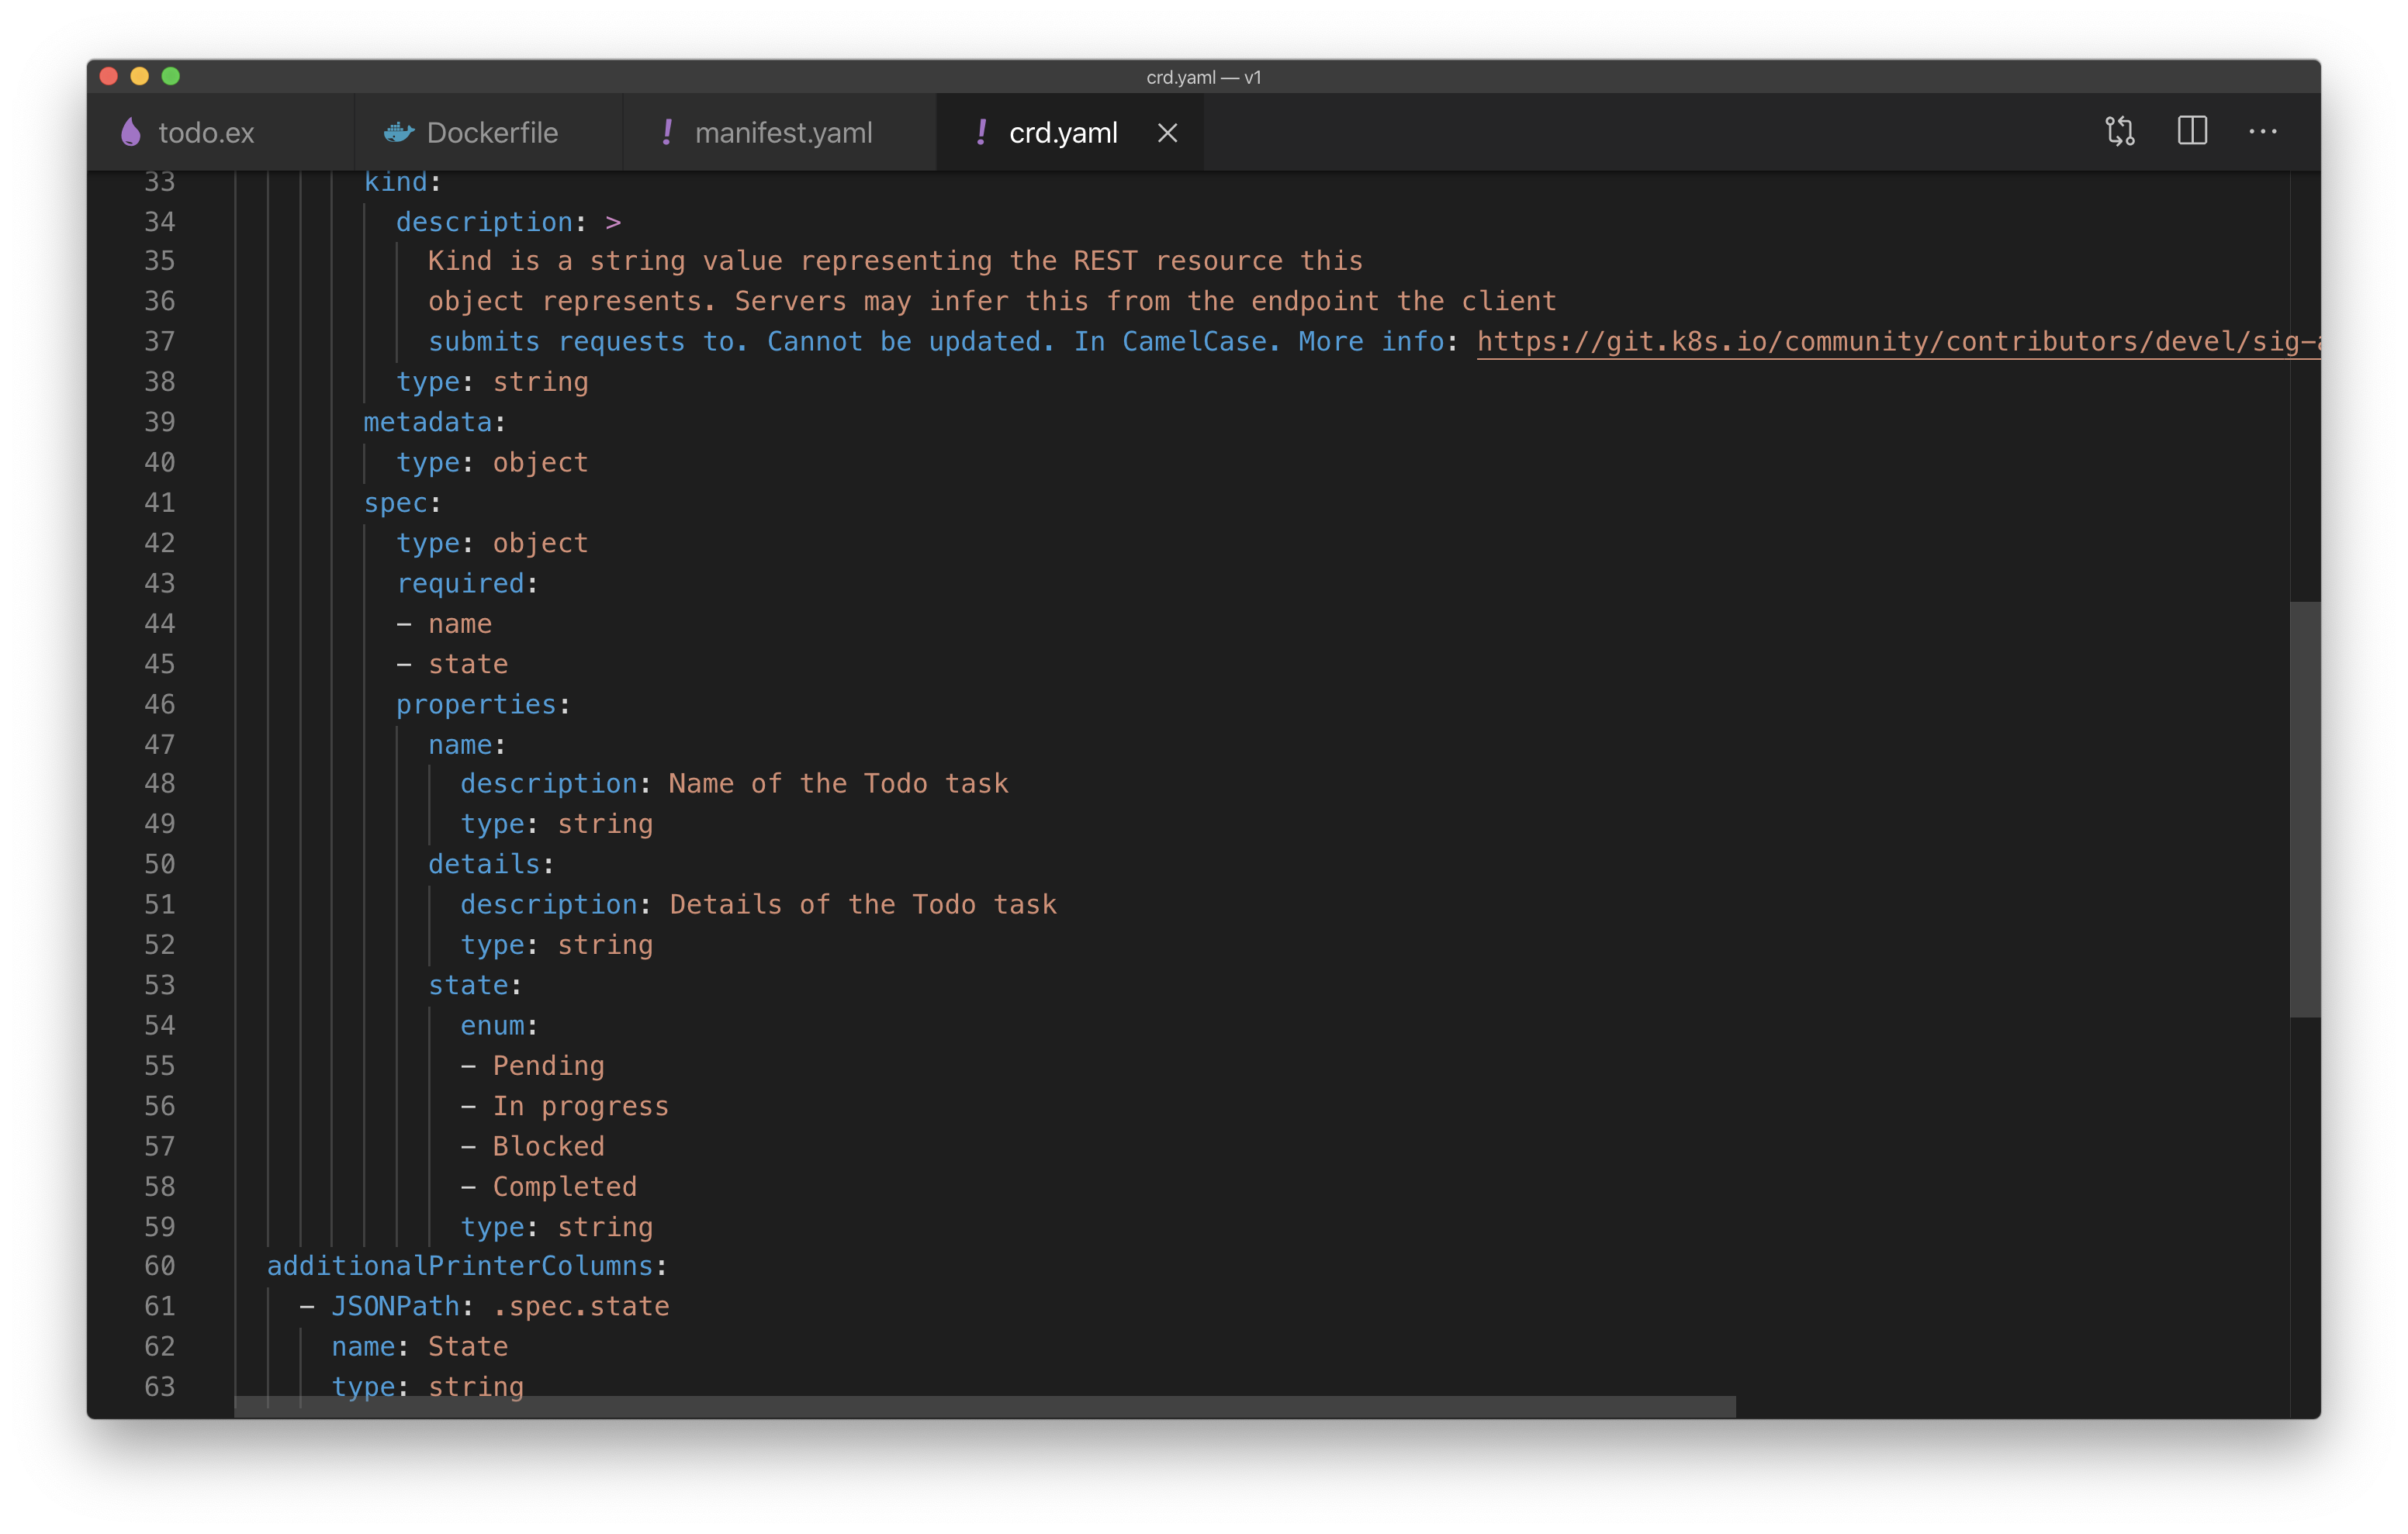 crd.yaml — v1
todo.ex
Dockerfile
manifest.yaml
crd.yaml
33 kind:
34 description: >
35 Kind is a string value representing the REST resource this
36 object represents. Servers may infer this from the endpoint the client
37 submits requests to. Cannot be updated. In CamelCase. More info: https://git.k8s.io/community/contributors/devel/sig-
38 type: string
39 metadata:
40 type: object
41 spec:
42 type: object
43 required:
44 - name
45 - state
46 properties:
47 name:
48 description: Name of the Todo task
49 type: string
50 details:
51 description: Details of the Todo task
52 type: string
53 state:
54 enum:
55 - Pending
56 - In progress
57 - Blocked
58 - Completed
59 type: string
60 additionalPrinterColumns:
61 - JSONPath: .spec.state
62 name: State
63 type: string